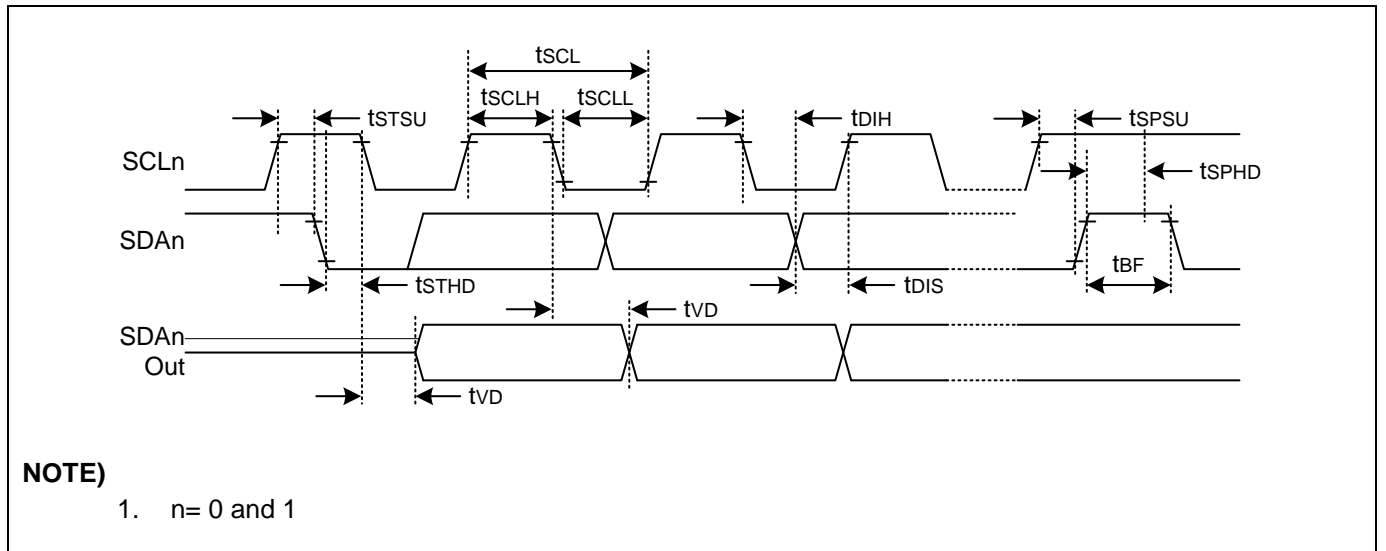 tSCL
tSCLH tSCLL
tSTSU tDIH tSPSU
SCLn
tSPHD
SDAn
tBF
tSTHD tDIS
tVD
SDAn
Out
tVD
NOTE)
1. n= 0 and 1